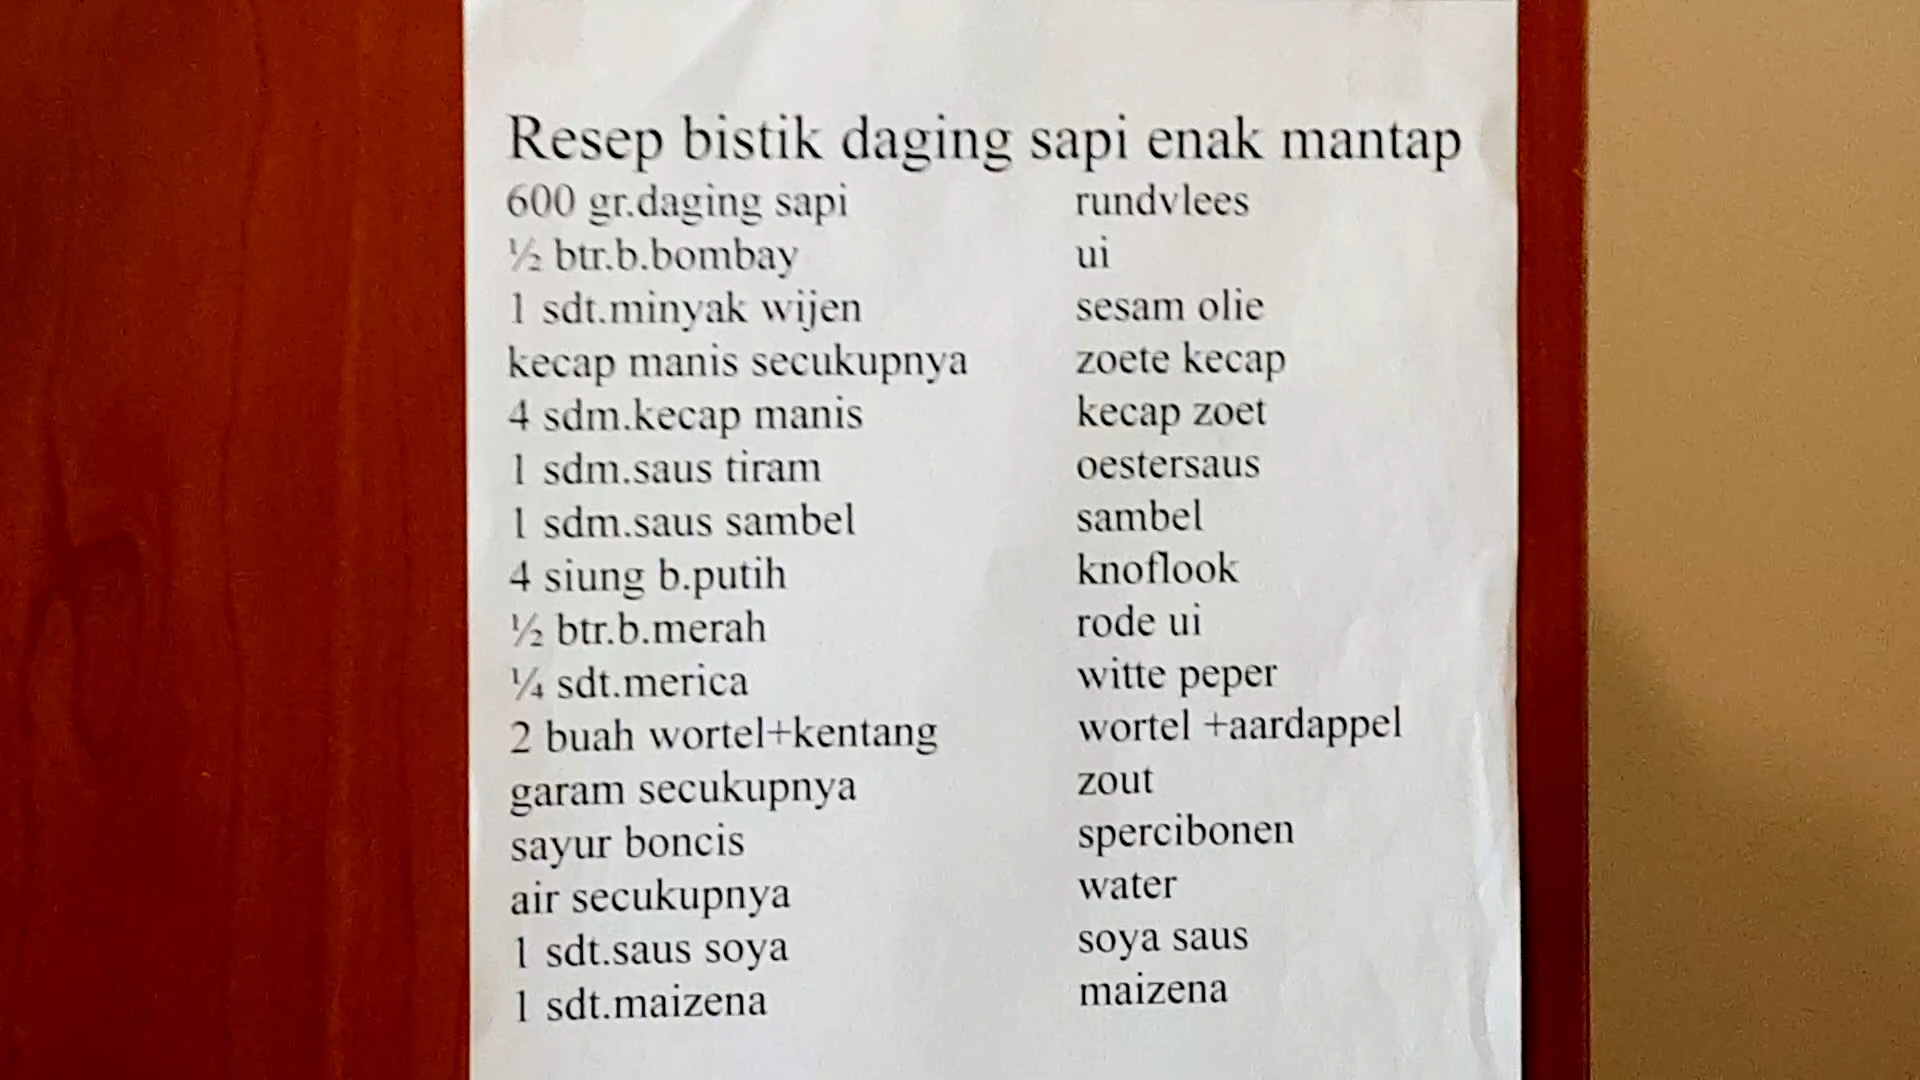 Resep bistik daging sapi enak mantap
600 gr.daging sapi rundvlees
½ btr.b.bombay ui
1 sdt.minyak wijen sesam olie
kecap manis secukupnya zoete kecap
4 sdm.kecap manis kecap zoet
1 sdm.saus tiram oestersaus
1 sdm.saus sambel sambel
4 siung b.putih knoflook
½ btr.b.merah rode ui
¼ sdt.merica witte peper
2 buah wortel+kentang wortel +aardappel
garam secukupnya zout
sayur boncis spercibonen
air secukupnya water
1 sdt.saus soya soya saus
1 sdt.maizena maizena